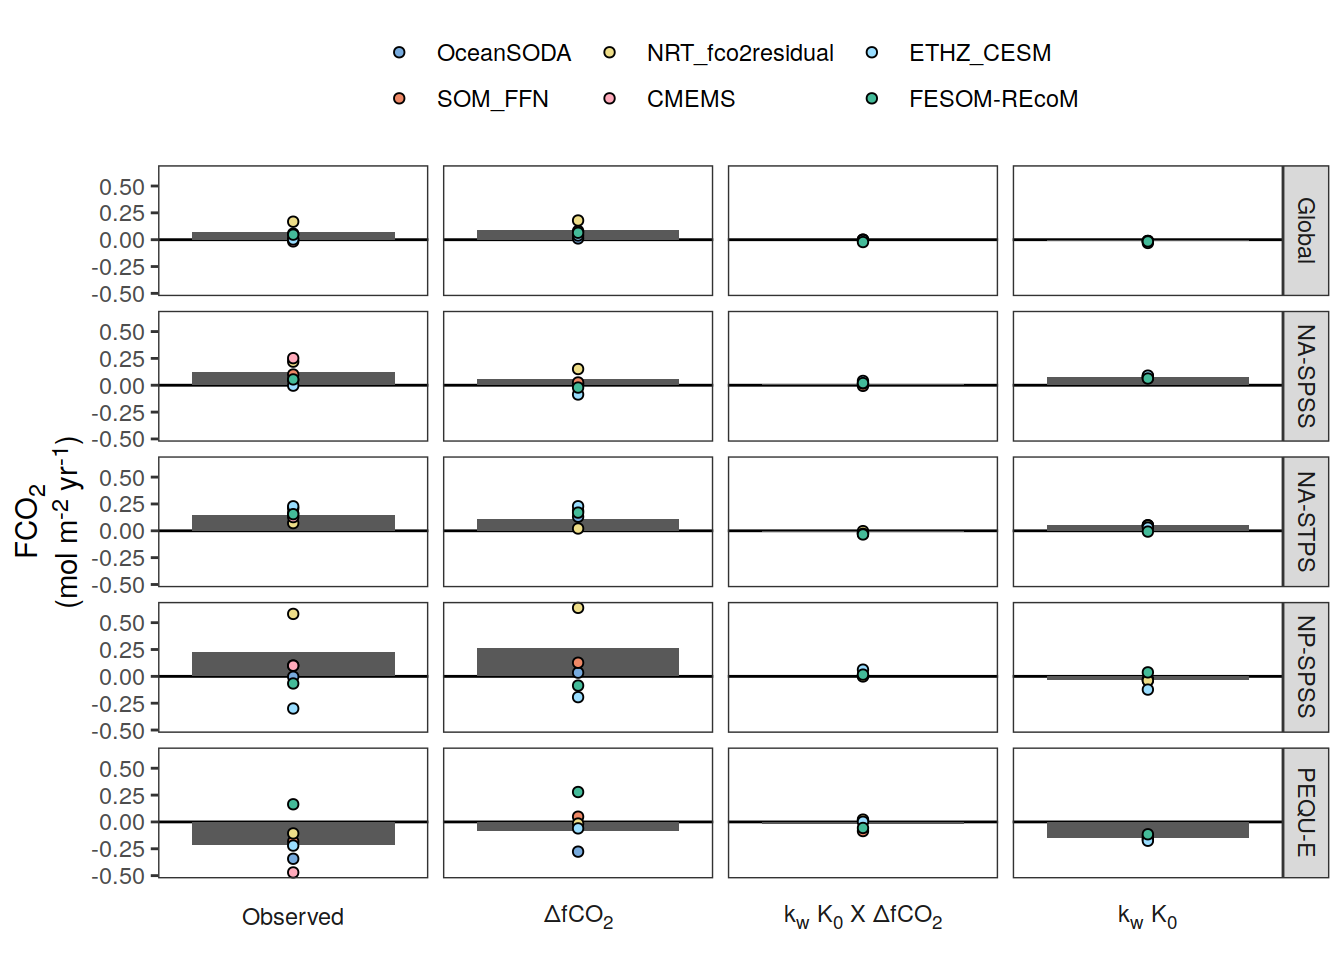 OceanSODA NRT_fco2residual ETHZ_CESM
SOM_FFN CMEMS FESOM-REcoM
FCO2
(mol m-2 yr-1)
0.50
0.25
0.00
-0.25
-0.50
Global
0.50
0.25
0.00
-0.25
-0.50
NA-SPSS
0.50
0.25
0.00
-0.25
-0.50
NA-STPS
0.50
0.25
0.00
-0.25
-0.50
NP-SPSS
0.50
0.25
0.00
-0.25
-0.50
PEQU-E
Observed ΔfCO2 kw K0 X ΔfCO2 kw K0